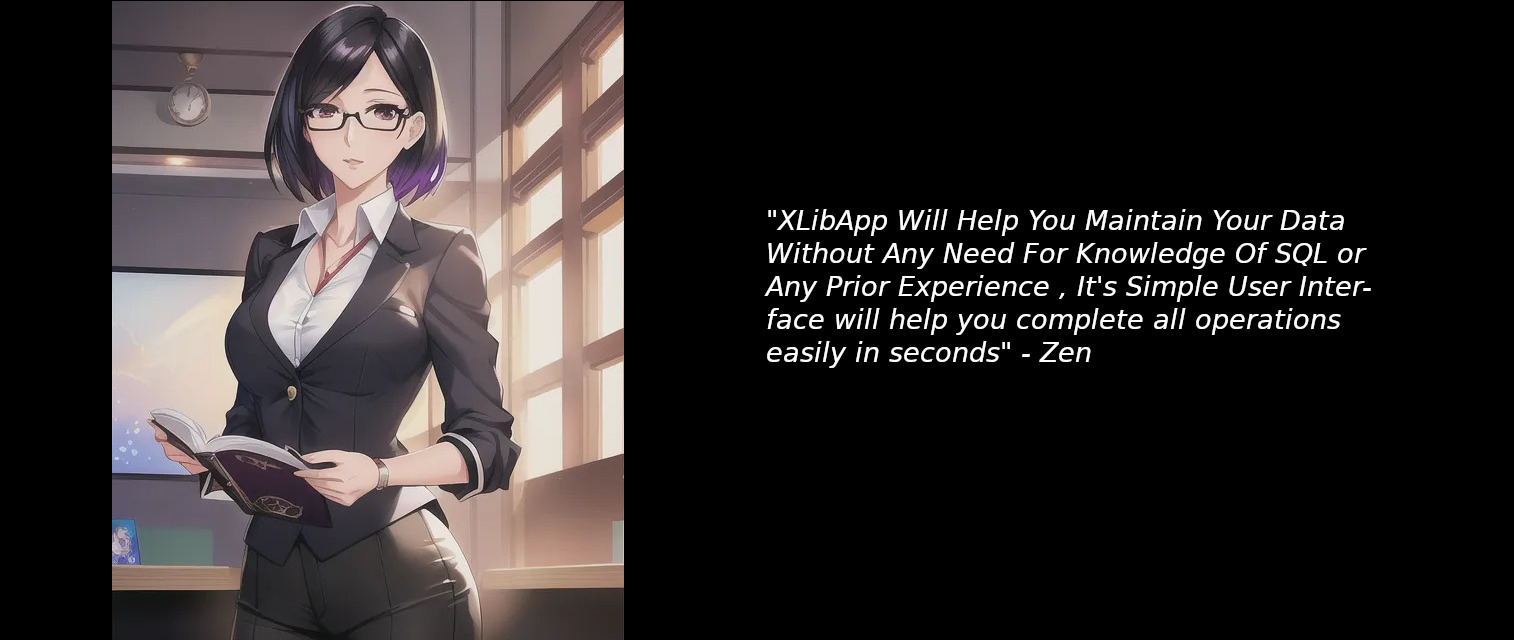 "XLibApp Will Help You Maintain Your Data
Without Any Need For Knowledge Of SQL or
Any Prior Experience , It's Simple User Inter-
face will help you complete all operations
easily in seconds" - Zen